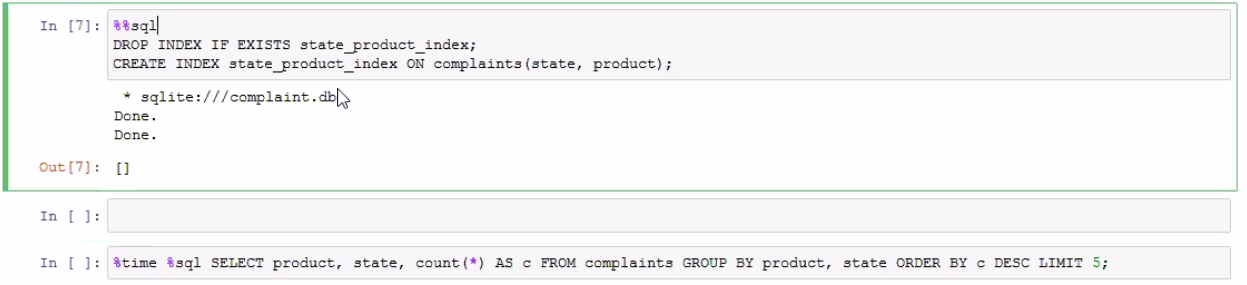 In [7]: %%sql
DROP INDEX IF EXISTS state_product_index;
CREATE INDEX state_product_index ON complaints(state, product);
* sqlite:///complaint.db
Done.
Done.
Out[7]: []
In [ ]:
In [ ]: %time %sql SELECT product, state, count(*) AS c FROM complaints GROUP BY product, state ORDER BY c DESC LIMIT 5;